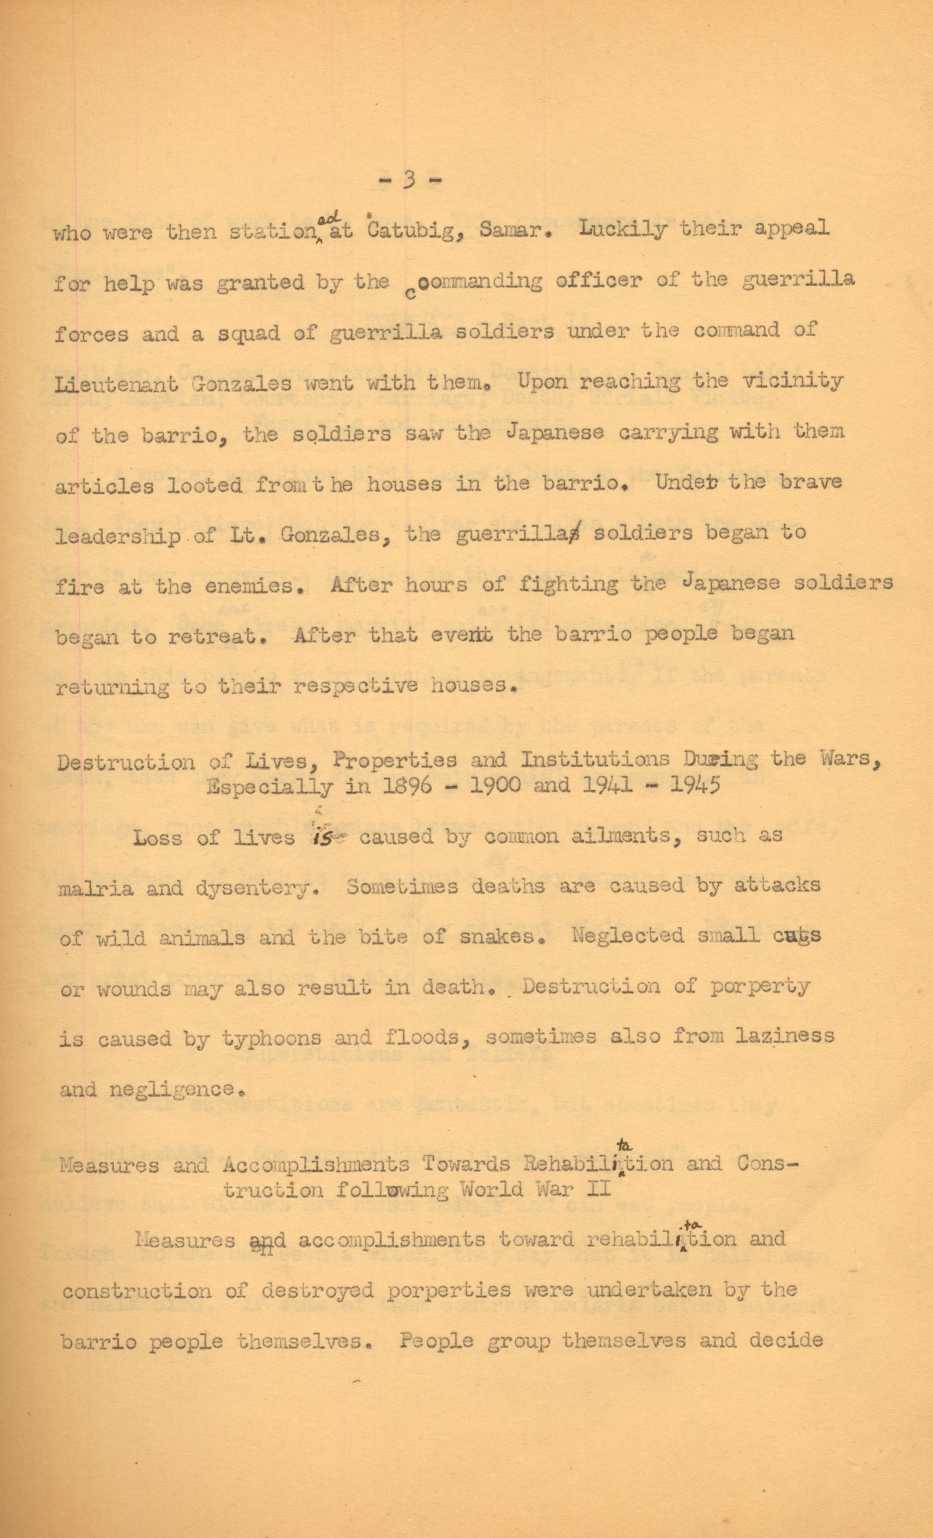 - 3 -
who were then stationed at Catubig, Samar. Luckily their appeal
for help was granted by the commanding officer of the guerrilla
forces and a squad of guerrilla soldiers under the command of
Lieutenant Gonzales went with them. Upon reaching the vicinity
of the barrio, the soldiers saw the Japanese carrying with them
articles looted from the houses in the barrio. Under the brave
leadership of Lt. Gonzales, the guerrilla soldiers began to
fire at the enemies. After hours of fighting the Japanese soldiers
began to retreat. After that event the barrio people began
returning to their respective houses.
Destruction of Lives, Properties and Institutions During the Wars,
Especially in 1896 - 1900 and 1941 - 1945
Loss of lives is caused by common ailments, such as
malria and dysentery. Sometimes deaths are caused by attacks
of wild animals and the bite of snakes. Neglected small cuts
or wounds may also result in death. Destruction of porperty
is caused by typhoons and floods, sometimes also from laziness
and negligence.
Measures and Accomplishments Towards Rehabilitation and Cons-
truction following World War II
Measures and accomplishments toward rehabilitation and
construction of destroyed porperties were undertaken by the
barrio people themselves. People group themselves and decide